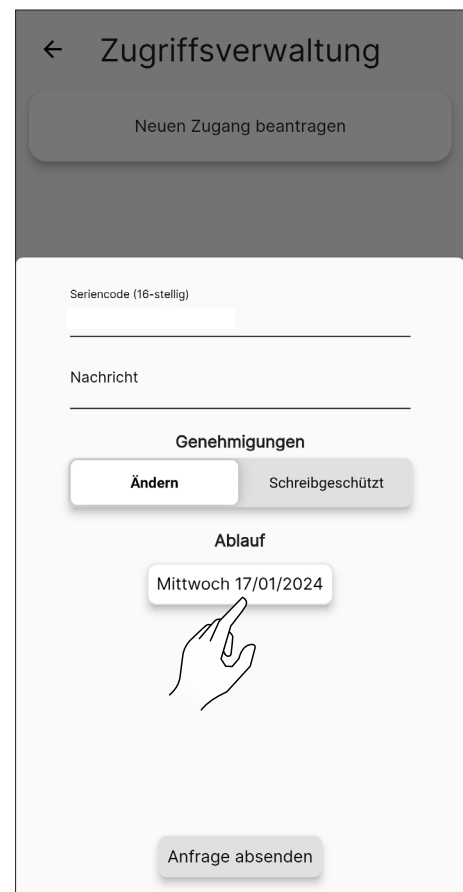 Zugriffsverwaltung
Neuen Zugang beantragen
Seriencode (16-stellig)
Nachricht
Genehmigungen
Ändern Schreibgeschützt
Ablauf
Mittwoch 17/01/2024
Anfrage absenden